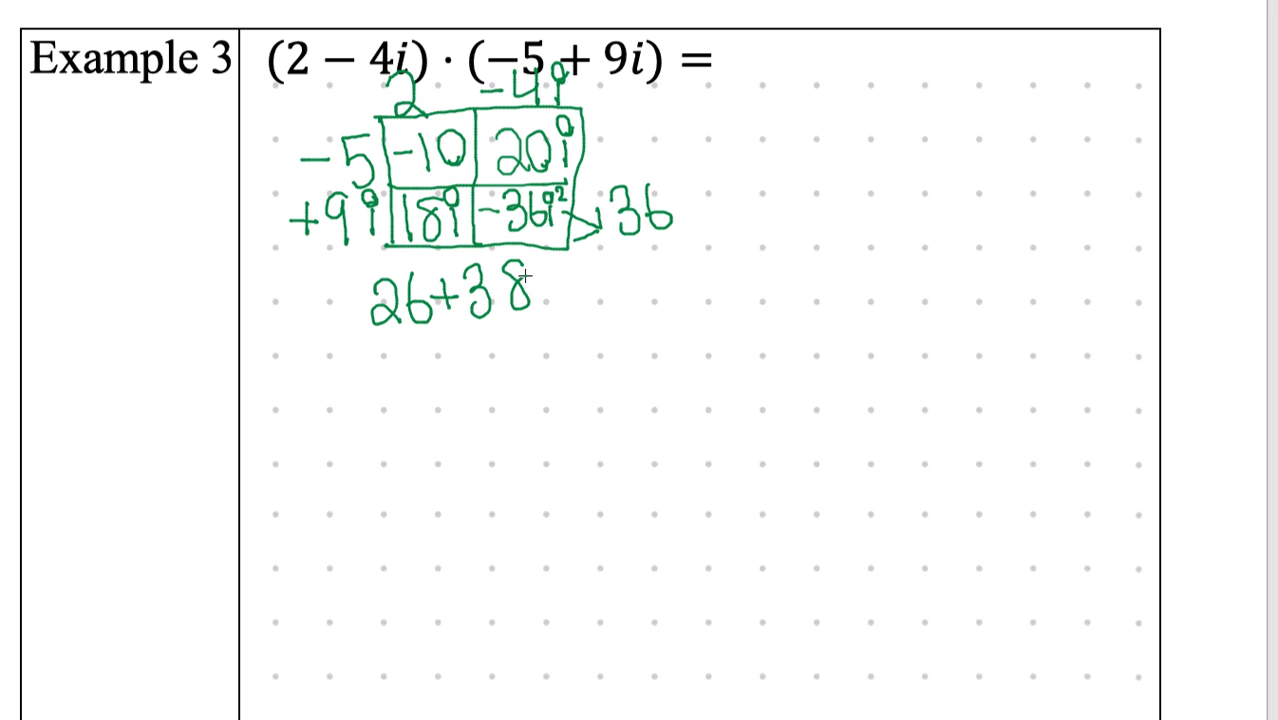 Example 3 (2 − 4i) · (−5 + 9i) =
2 -4i
-5 -10 20i
+9i 18i -36i² 36
26+38